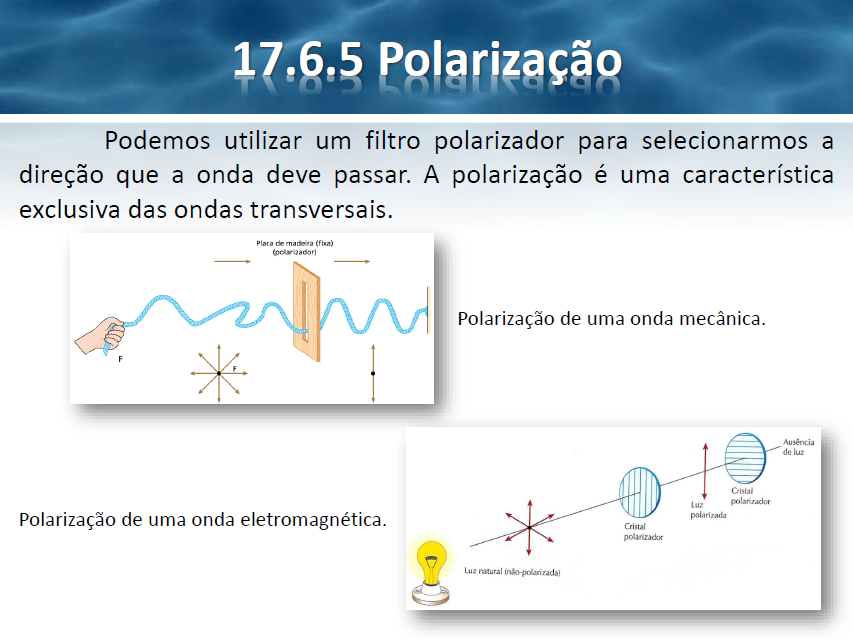 17.6.5 Polarização
Podemos utilizar um filtro polarizador para selecionarmos a
direção que a onda deve passar. A polarização é uma característica
exclusiva das ondas transversais.
Placa de madeira (fixa)
(polarizador)
F
F
Polarização de uma onda mecânica.
Ausência
de luz
Cristal
polarizador
Luz
polarizada
Cristal
polarizador
Luz natural (não-polarizada)
Polarização de uma onda eletromagnética.